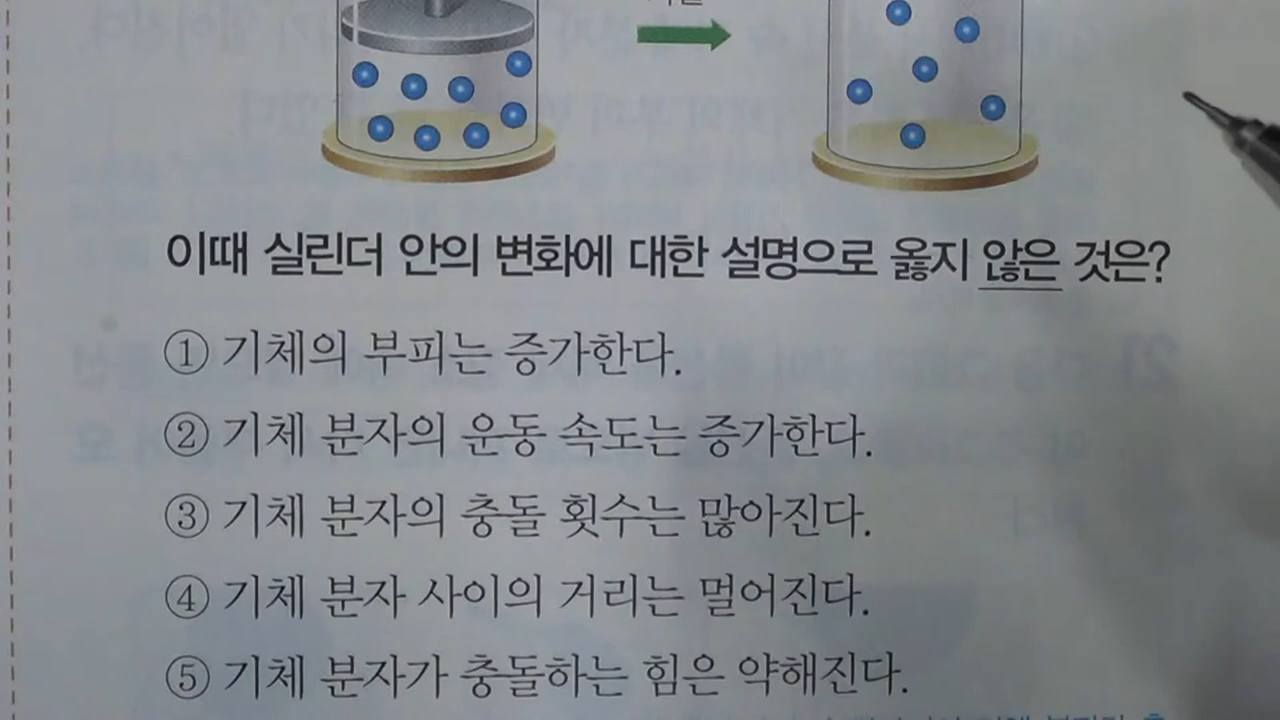 이때 실린더 안의 변화에 대한 설명으로 옳지 않은 것은?
① 기체의 부피는 증가한다.
② 기체 분자의 운동 속도는 증가한다.
③ 기체 분자의 충돌 횟수는 많아진다.
④ 기체 분자 사이의 거리는 멀어진다.
⑤ 기체 분자가 충돌하는 힘은 약해진다.